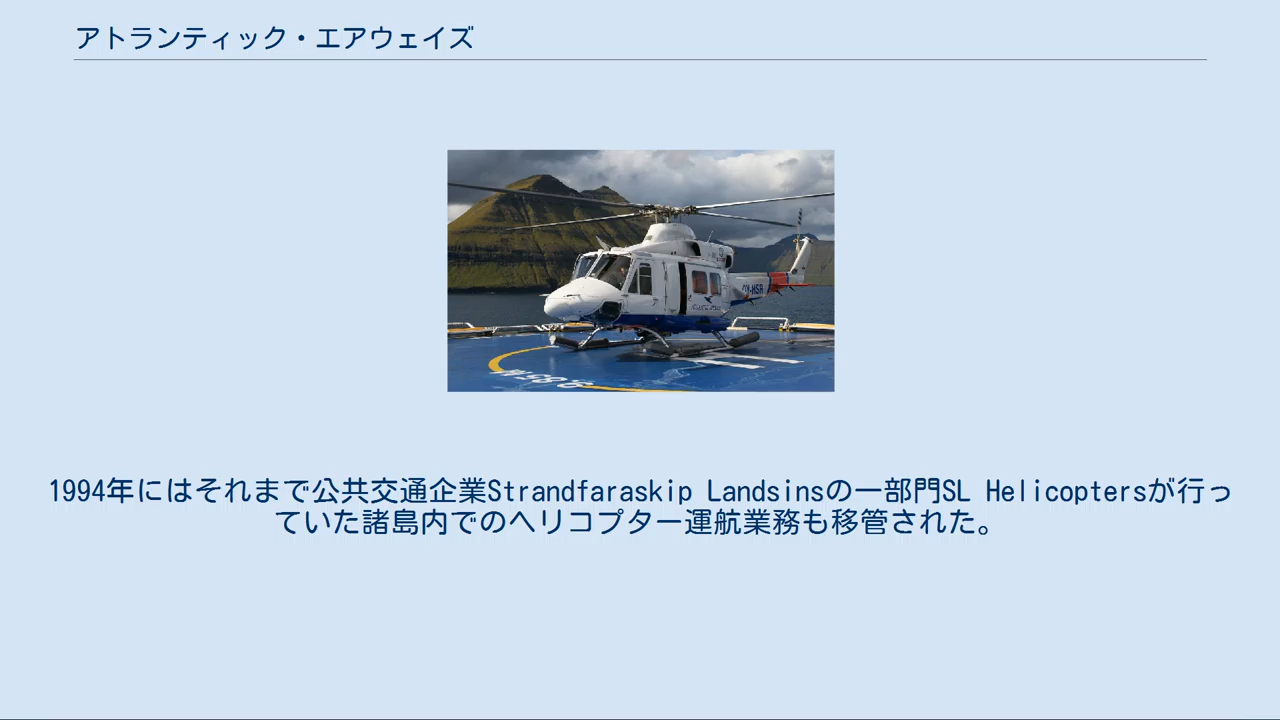 アトランティック・エアウェイズ
1994年にはそれまで公共交通企業Strandfaraskip Landsinsの一部門SL Helicoptersが行っ
ていた諸島内でのヘリコプター運航業務も移管された。